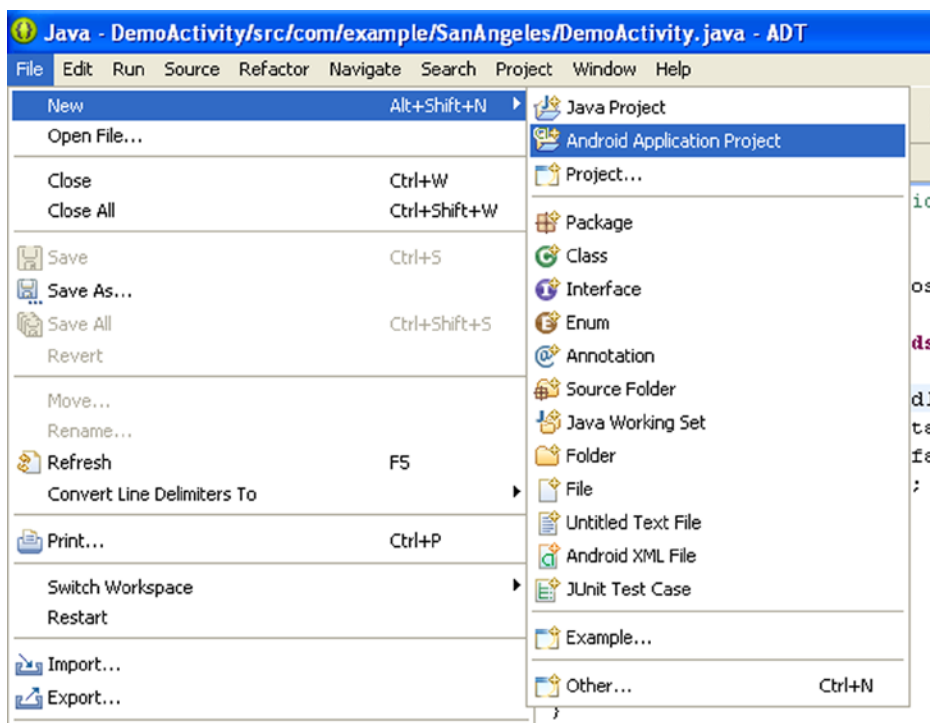 Java - DemoActivity/src/com/example/SanAngeles/DemoActivity.java - ADT
File Edit Run Source Refactor Navigate Search Project Window Help
New Alt+Shift+N
Open File...
Close Ctrl+W
Close All Ctrl+Shift+W
Save Ctrl+S
Save As...
Save All Ctrl+Shift+S
Revert
Move...
Rename...
Refresh F5
Convert Line Delimiters To
Print... Ctrl+P
Switch Workspace
Restart
Import...
Export...
Java Project
Android Application Project
Project...
Package
Class
Interface
Enum
Annotation
Source Folder
Java Working Set
Folder
File
Untitled Text File
Android XML File
JUnit Test Case
Example...
Other... Ctrl+N
;
}